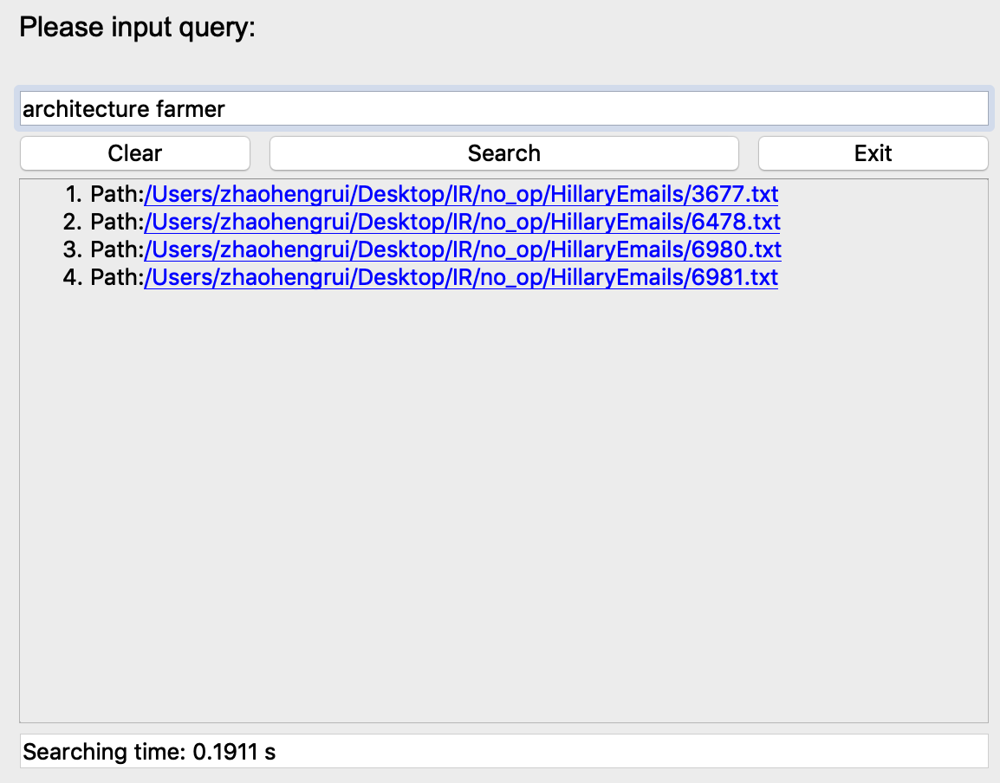 Please input query:
architecture farmer
Clear Search Exit
1. Path:/Users/zhaohengrui/Desktop/IR/no_op/HillaryEmails/3677.txt
2. Path:/Users/zhaohengrui/Desktop/IR/no_op/HillaryEmails/6478.txt
3. Path:/Users/zhaohengrui/Desktop/IR/no_op/HillaryEmails/6980.txt
4. Path:/Users/zhaohengrui/Desktop/IR/no_op/HillaryEmails/6981.txt
Searching time: 0.1911 s